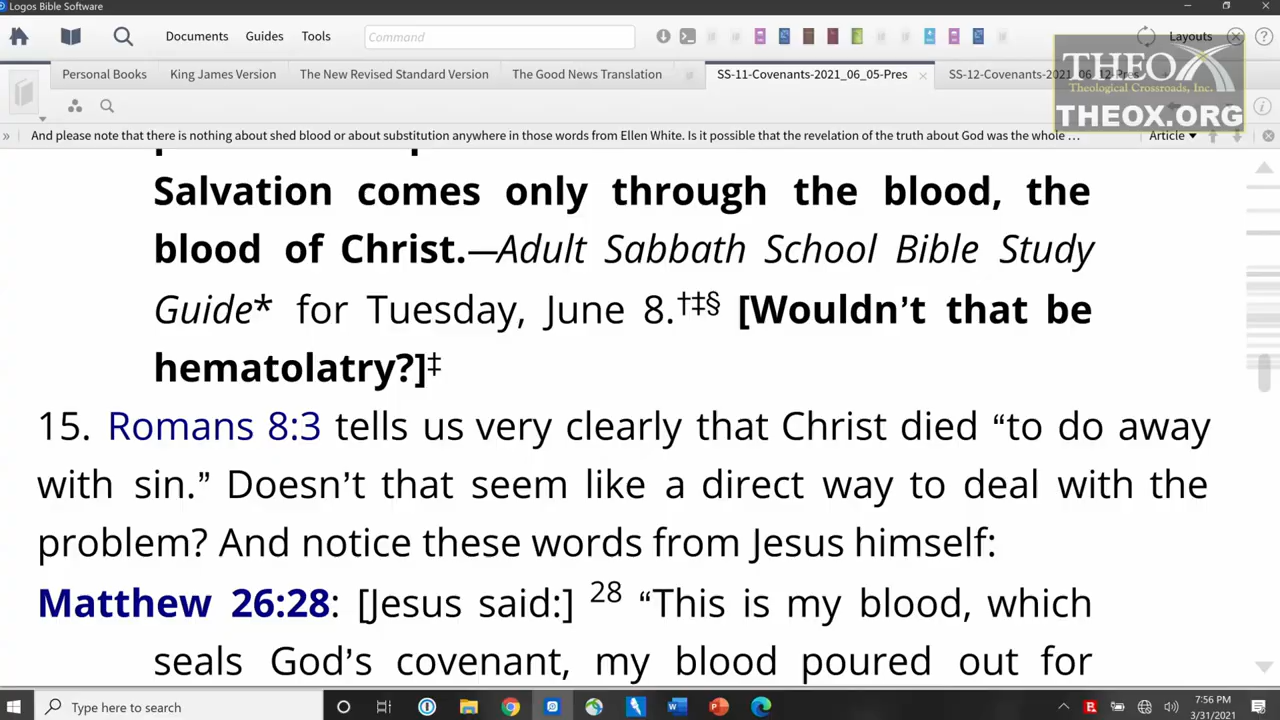 Logos Bible Software
Documents Guides Tools Command Layouts
THEOX
Theological Crossroads, Inc.
THEOX.ORG
Personal Books King James Version The New Revised Standard Version The Good News Translation SS-11-Covenants-2021_06_05-Pres SS-12-Covenants-2021_06_12-Pres
And please note that there is nothing about shed blood or about substitution anywhere in those words from Ellen White. Is it possible that the revelation of the truth about God was the whole … Article
Salvation comes only through the blood, the
blood of Christ.—Adult Sabbath School Bible Study
Guide* for Tuesday, June 8.†‡§ [Wouldn’t that be
hematolatry?]‡
15. Romans 8:3 tells us very clearly that Christ died “to do away
with sin.” Doesn’t that seem like a direct way to deal with the
problem? And notice these words from Jesus himself:
Matthew 26:28: [Jesus said:] 28 “This is my blood, which
seals God’s covenant, my blood poured out for
Type here to search
7:56 PM
3/31/2021